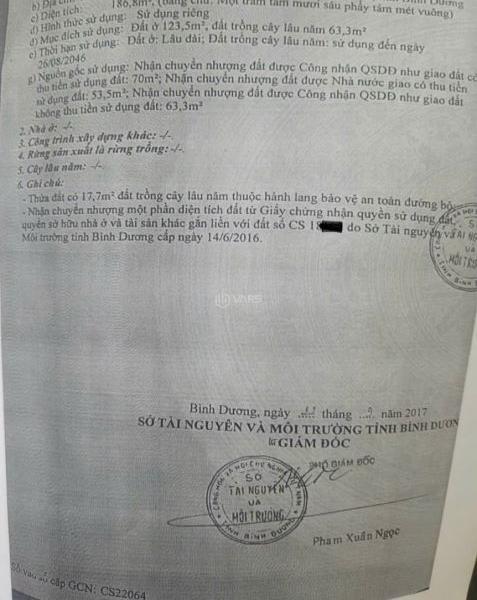 b) Địa chỉ
c) Diện tích: 186,8m², (bằng chữ: Một trăm tám mươi sáu phẩy tám mét vuông)
d) Hình thức sử dụng: Sử dụng riêng
đ) Mục đích sử dụng: Đất ở 123,5m², đất trồng cây lâu năm 63,3m²
e) Thời hạn sử dụng: Đất ở: Lâu dài; Đất trồng cây lâu năm: sử dụng đến ngày
26/08/2046
g) Nguồn gốc sử dụng: Nhận chuyển nhượng đất được Công nhận QSDĐ như giao đất có
thu tiền sử dụng đất: 70m²; Nhận chuyển nhượng đất được Nhà nước giao có thu tiền
sử dụng đất: 53,5m²; Nhận chuyển nhượng đất được Công nhận QSDĐ như giao đất
không thu tiền sử dụng đất: 63,3m²
2. Nhà ở: -/-
3. Công trình xây dựng khác: -/-.
4. Rừng sản xuất là rừng trồng: -/-.
5. Cây lâu năm: -/-.
6. Ghi chú:
- Thửa đất có 17,7m² đất trồng cây lâu năm thuộc hành lang bảo vệ an toàn đường bộ.
- Nhận chuyển nhượng một phần diện tích đất từ Giấy chứng nhận quyền sử dụng đất,
quyền sở hữu nhà ở và tài sản khác gắn liền với đất số CS 18 do Sở Tài nguyên và
Môi trường tỉnh Bình Dương cấp ngày 14/6/2016.
VARS
Bình Dương, ngày tháng năm 2017
SỞ TÀI NGUYÊN VÀ MÔI TRƯỜNG TỈNH BÌNH DƯƠNG
GIÁM ĐỐC
PHÓ GIÁM ĐỐC
SỞ
TÀI NGUYÊN
VÀ
MÔI TRƯỜNG
TỈNH BÌNH DƯƠNG
Phạm Xuân Ngọc
Số vào sổ cấp GCN: CS22064